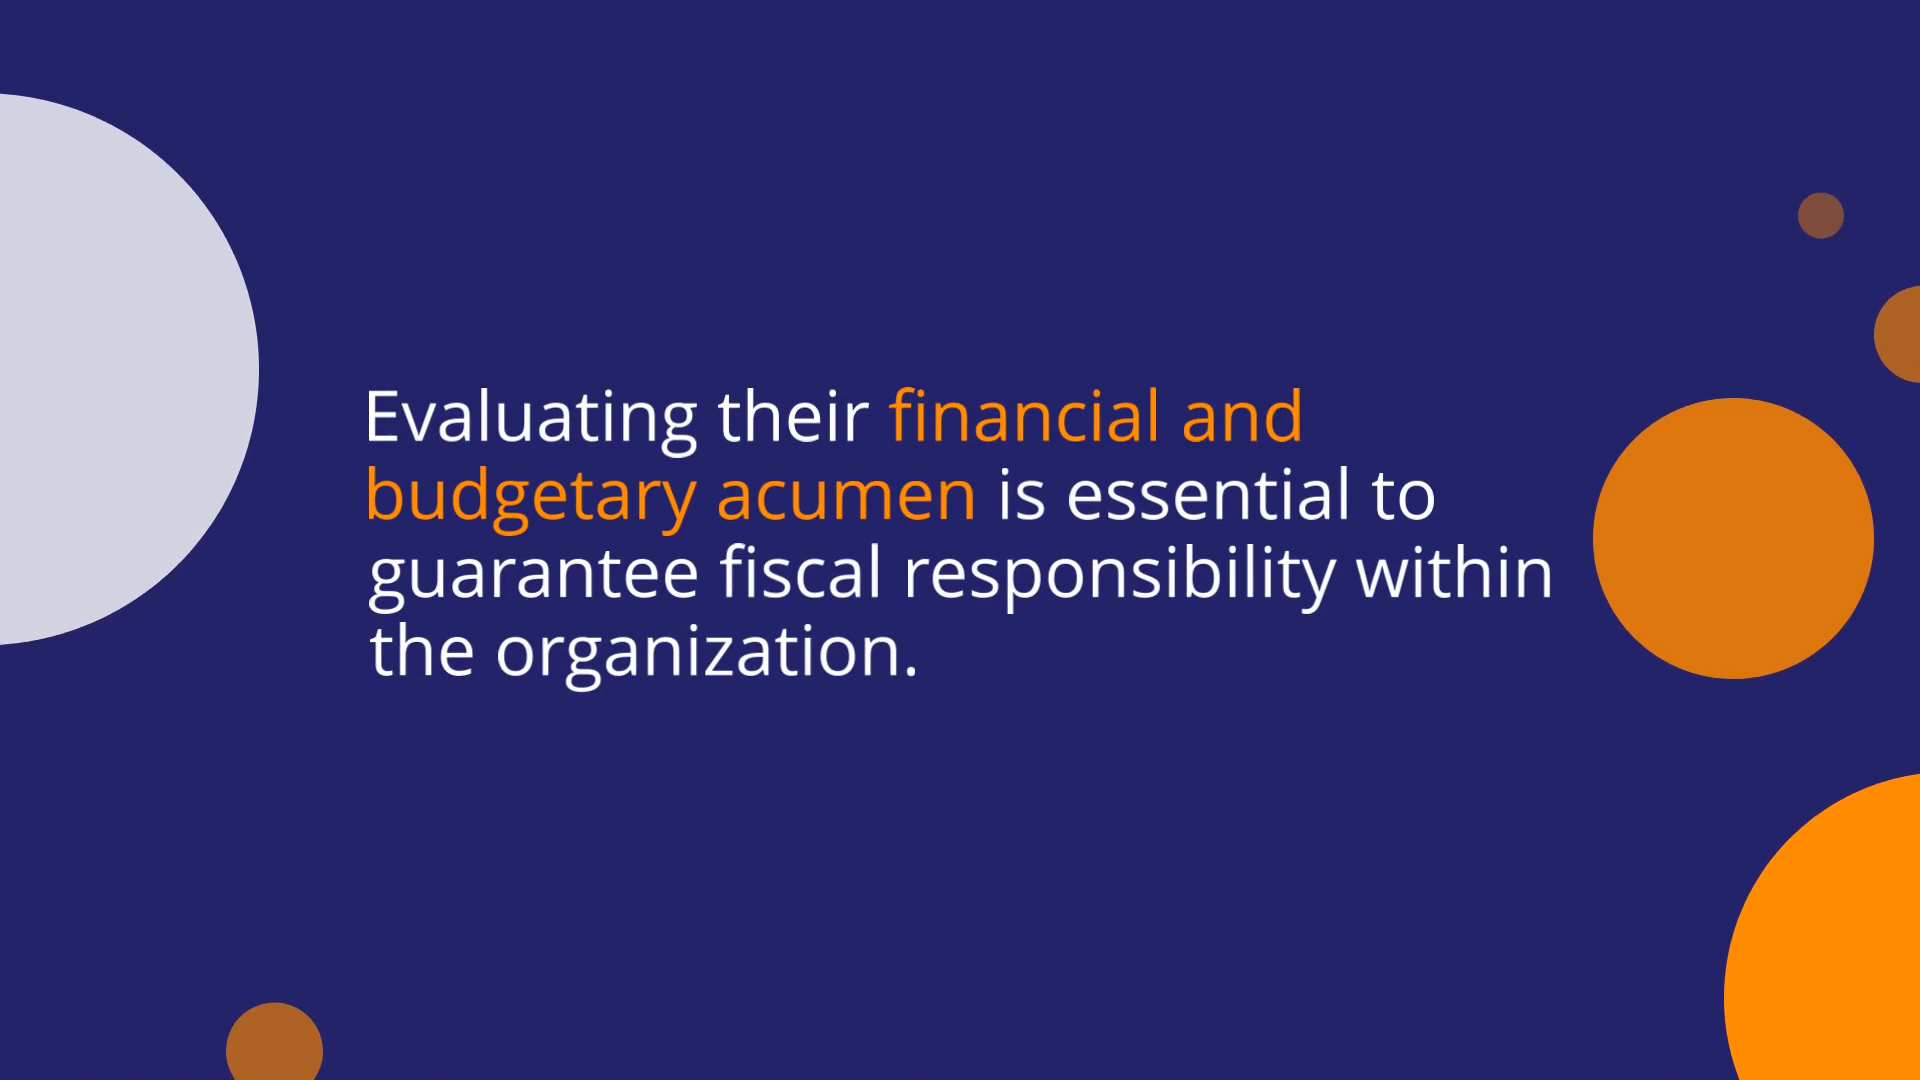 Evaluating their financial and
budgetary acumen is essential to
guarantee fiscal responsibility within
the organization.